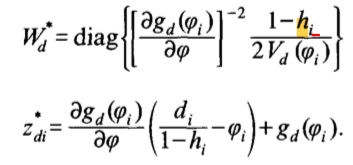 W_d^* = diag{[∂g_d(φ_i)/∂φ]^{-2} (1-h_i)/(2V_d(φ_i))}
z_{di}^* = ∂g_d(φ_i)/∂φ (d_i/(1-h_i) - φ_i) + g_d(φ_i).